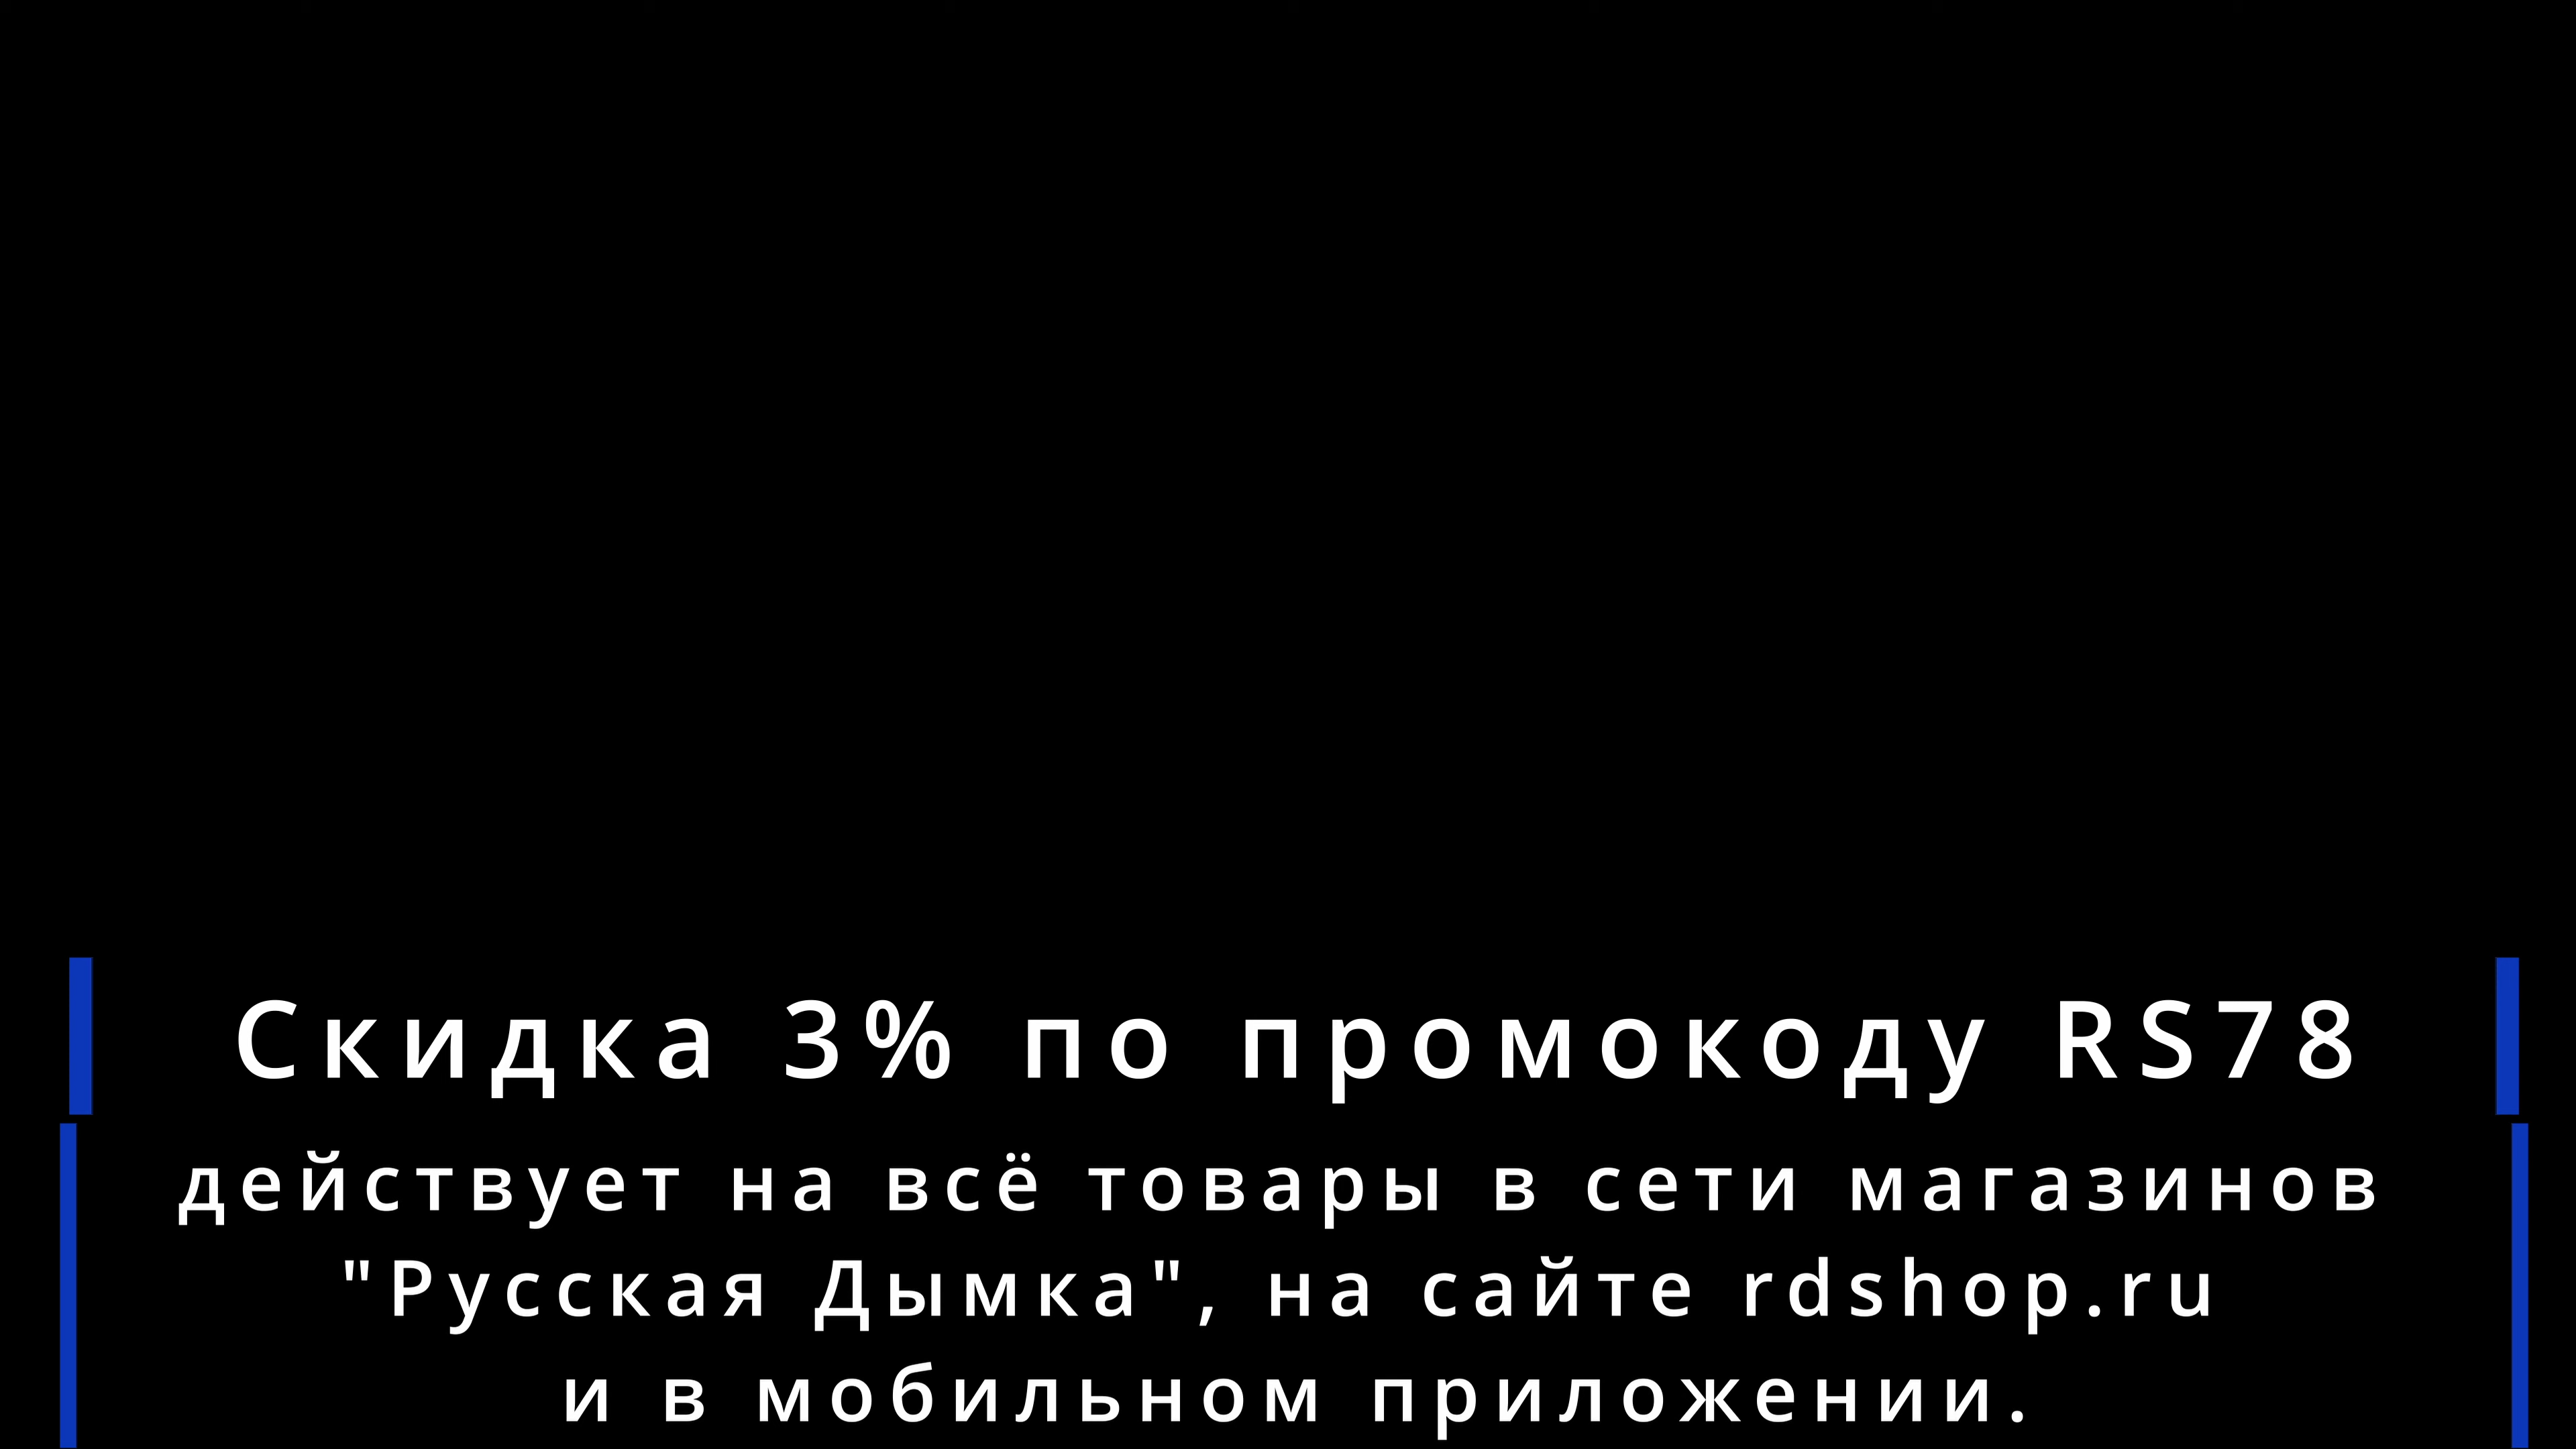 Скидка 3% по промокоду RS78
действует на всё товары в сети магазинов
"Русская Дымка", на сайте rdshop.ru
и в мобильном приложении.